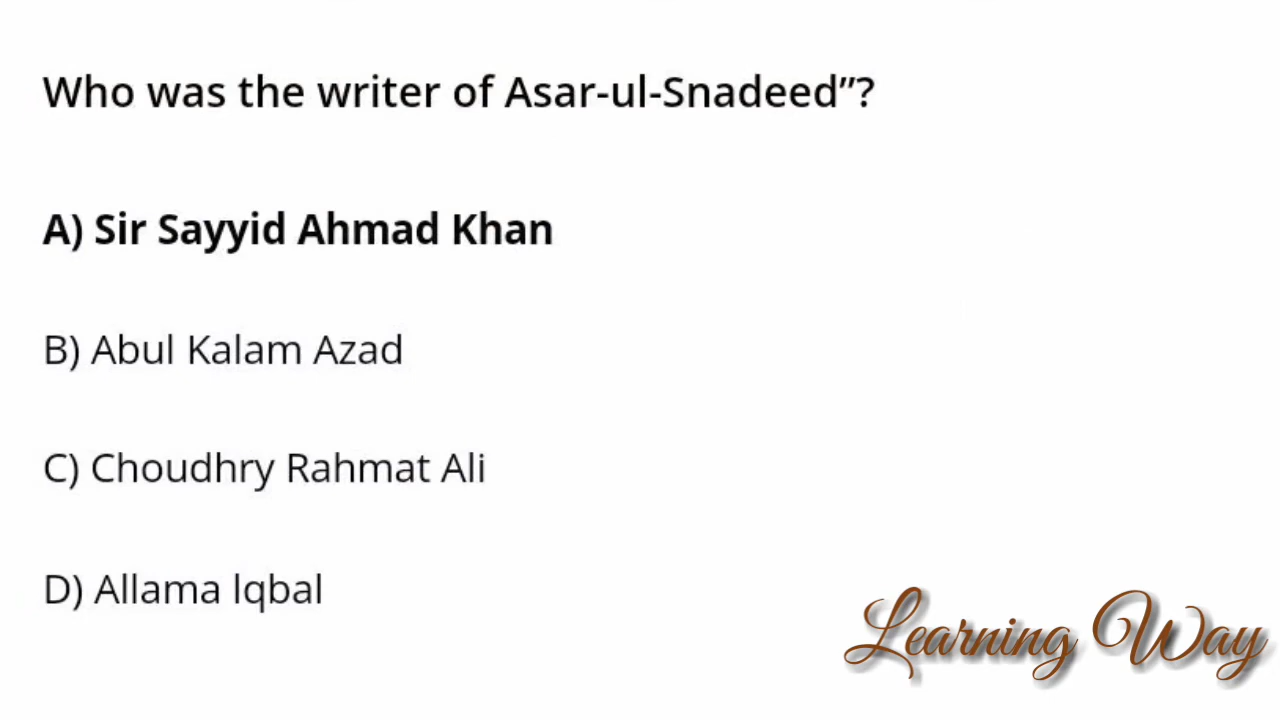 Who was the writer of Asar-ul-Snadeed”?
A) Sir Sayyid Ahmad Khan
B) Abul Kalam Azad
C) Choudhry Rahmat Ali
D) Allama lqbal
Learning Way